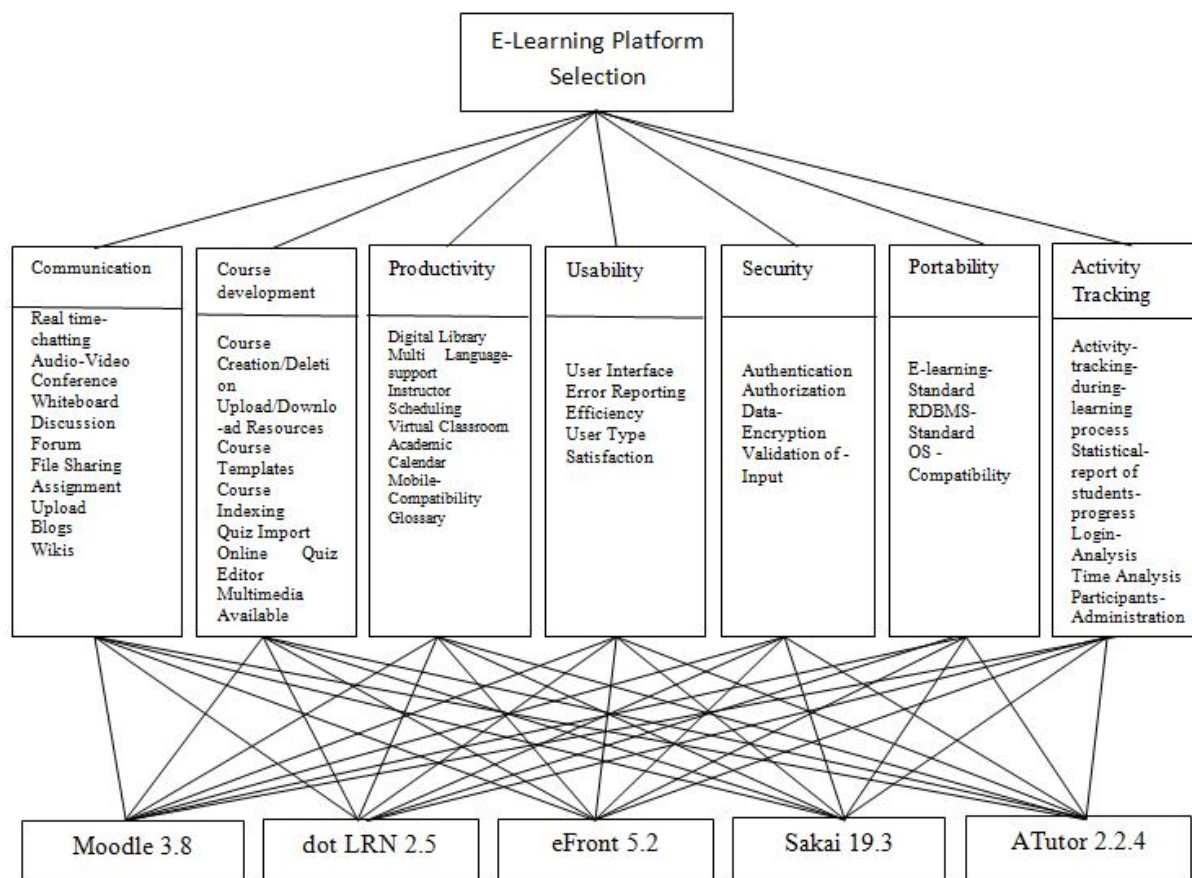 E-Learning Platform
Selection
Communication
Real time-
chatting
Audio-Video
Conference
Whiteboard
Discussion
Forum
File Sharing
Assignment
Upload
Blogs
Wikis
Course
development
Course
Creation/Deleti
on
Upload/Downlo
-ad Resources
Course
Templates
Course
Indexing
Quiz Import
Online Quiz
Editor
Multimedia
Available
Productivity
Digital Library
Multi Language-
support
Instructor
Scheduling
Virtual Classroom
Academic
Calendar
Mobile-
Compatibility
Glossary
Usability
User Interface
Error Reporting
Efficiency
User Type
Satisfaction
Security
Authentication
Authorization
Data-
Encryption
Validation of -
Input
Portability
E-learning-
Standard
RDBMS-
Standard
OS -
Compatibility
Activity
Tracking
Activity-
tracking-
during-
learning
process
Statistical-
report of
students-
progress
Login-
Analysis
Time Analysis
Participants-
Administration
Moodle 3.8
dot LRN 2.5
eFront 5.2
Sakai 19.3
ATutor 2.2.4